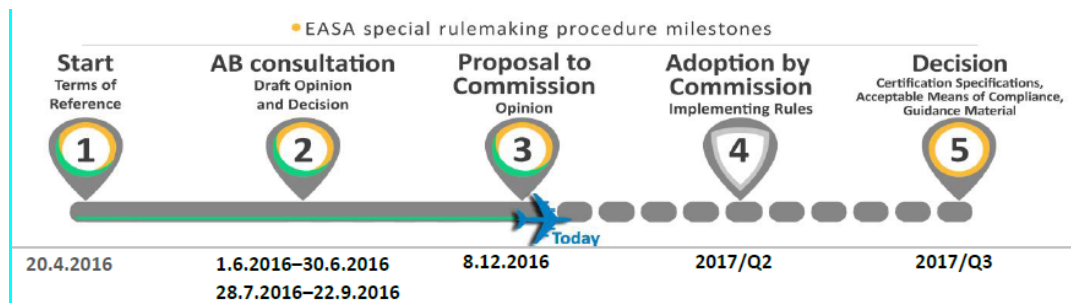 EASA special rulemaking procedure milestones
Start
Terms of
Reference
1
20.4.2016
AB consultation
Draft Opinion
and Decision
2
1.6.2016–30.6.2016
28.7.2016–22.9.2016
Proposal to
Commission
Opinion
3
Today
8.12.2016
Adoption by
Commission
Implementing Rules
4
2017/Q2
Decision
Certification Specifications,
Acceptable Means of Compliance,
Guidance Material
5
2017/Q3